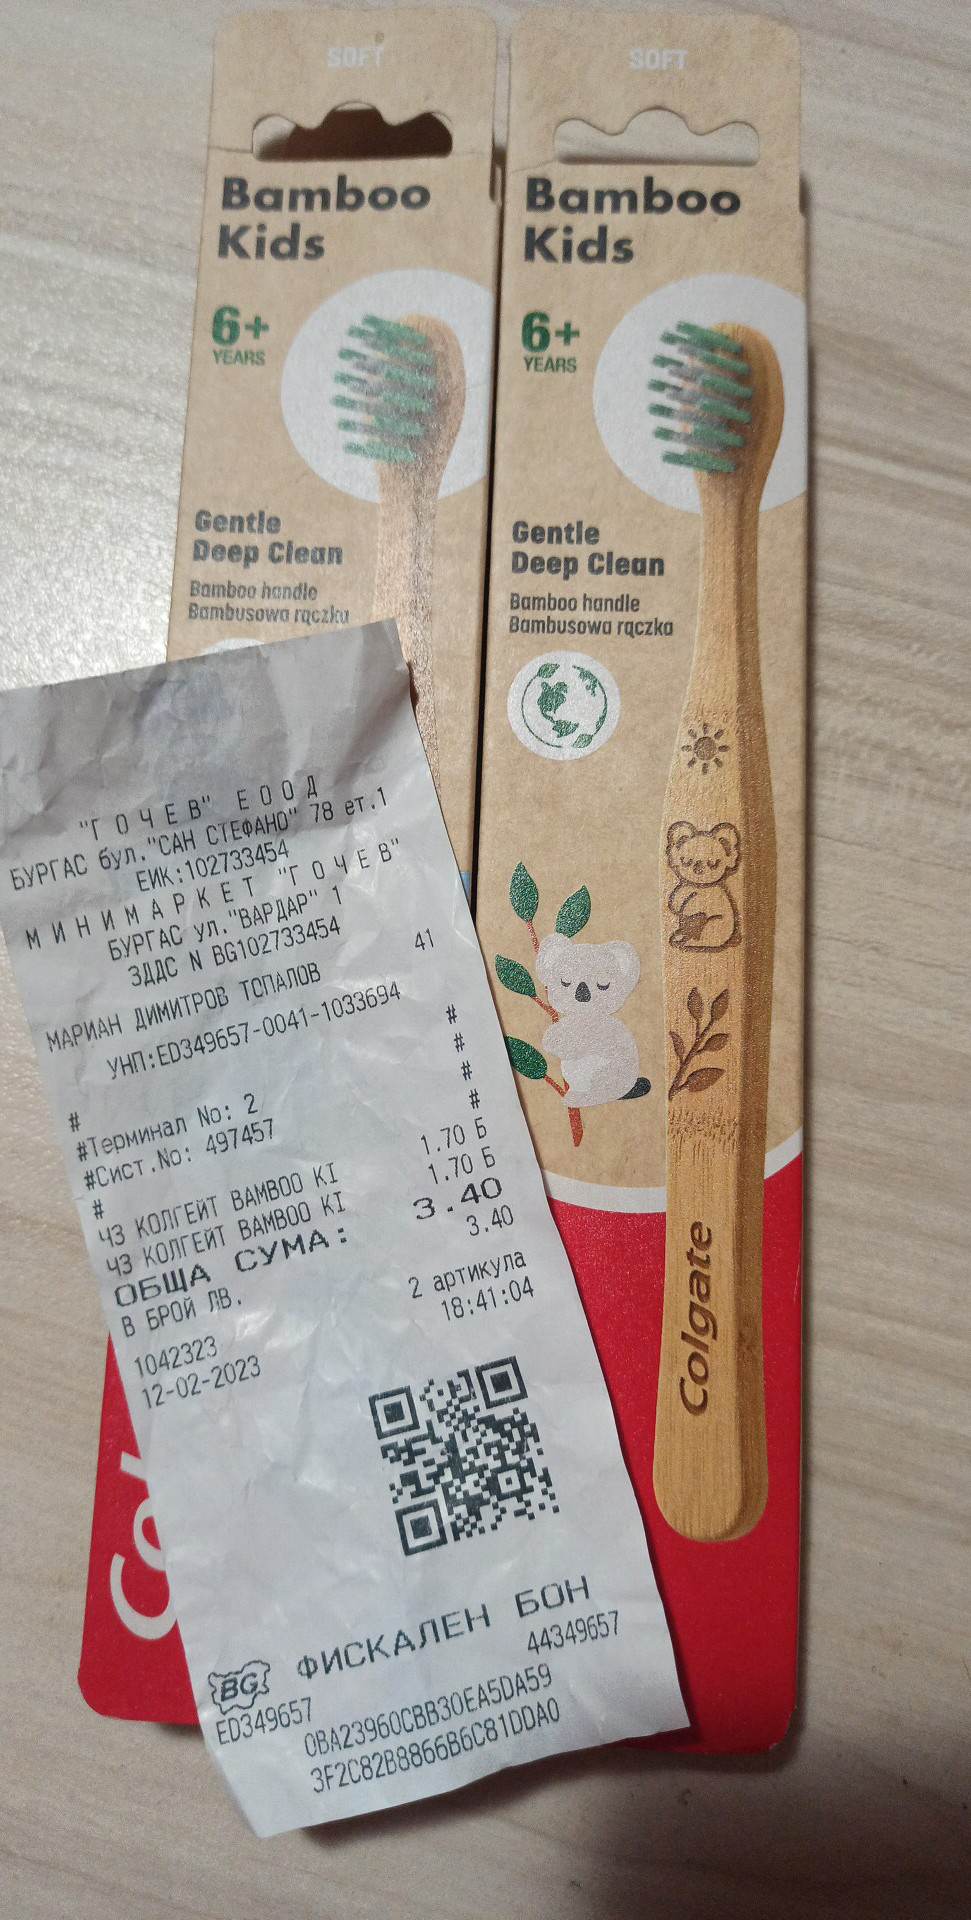 SOFT
Bamboo
Kids
6+
YEARS
Gentle
Deep Clean
Bamboo handle
Bambusowa rączka
SOFT
Bamboo
Kids
6+
YEARS
Gentle
Deep Clean
Bamboo handle
Bambusowa rączka
Colgate
"Г О Ч Е В" Е О О Д
БУРГАС бул."САН СТЕФАНО" 78 ет.1
ЕИК:102733454
М И Н И М А Р К Е Т "Г О Ч Е В"
БУРГАС ул."ВАРДАР" 1
ЗДДС N BG102733454
41
МАРИАН ДИМИТРОВ ТОПАЛОВ
УНП:ED349657-0041-1033694
# #
#Терминал No: 2 #
#Сист.No: 497457 #
# #
ЧЗ КОЛГЕЙТ BAMBOO KI 1.70 Б
ЧЗ КОЛГЕЙТ BAMBOO KI 1.70 Б
ОБЩА СУМА: 3.40
В БРОЙ ЛВ. 3.40
1042323 2 артикула
12-02-2023 18:41:04
BG ФИСКАЛЕН БОН
ED349657 44349657
0BA23960CBB30EA5DA59
3F2C82B8866B6C81DDA0